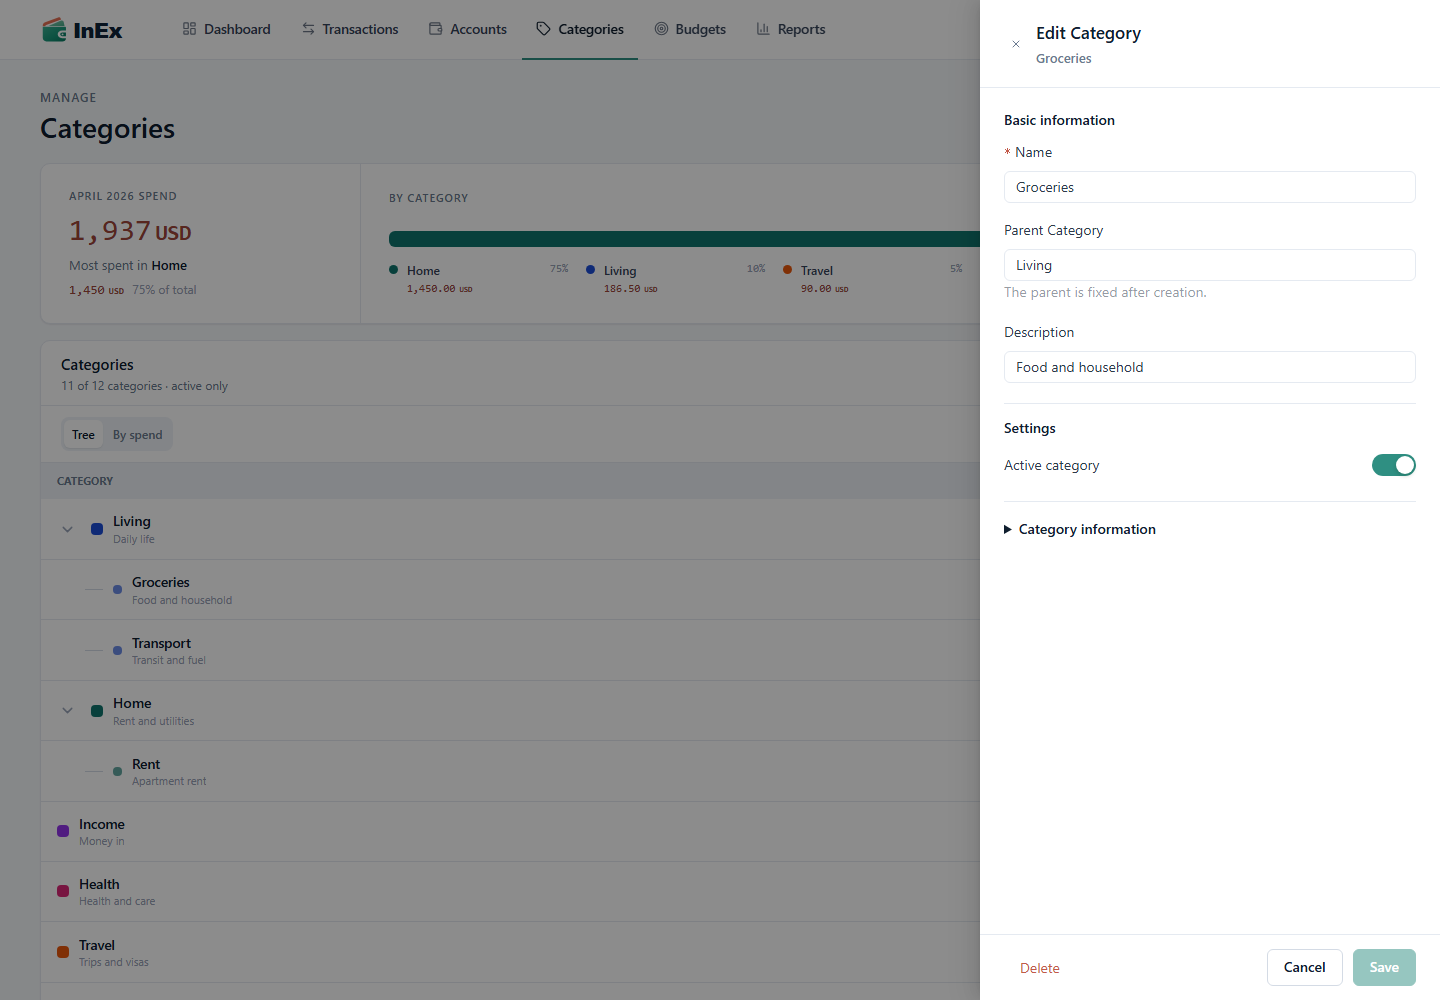 InEx
Dashboard
Transactions
Accounts
Categories
Budgets
Reports
MANAGE
Categories
APRIL 2026 SPEND
1,937 USD
Most spent in Home
1,450 USD 75% of total
BY CATEGORY
Home 75%
1,450.00 USD
Living 10%
186.50 USD
Travel 5%
90.00 USD
Categories
11 of 12 categories · active only
Tree
By spend
CATEGORY
Living
Daily life
Groceries
Food and household
Transport
Transit and fuel
Home
Rent and utilities
Rent
Apartment rent
Income
Money in
Health
Health and care
Travel
Trips and visas
Edit Category
Groceries
Basic information
* Name
Groceries
Parent Category
Living
The parent is fixed after creation.
Description
Food and household
Settings
Active category
Category information
Delete
Cancel
Save